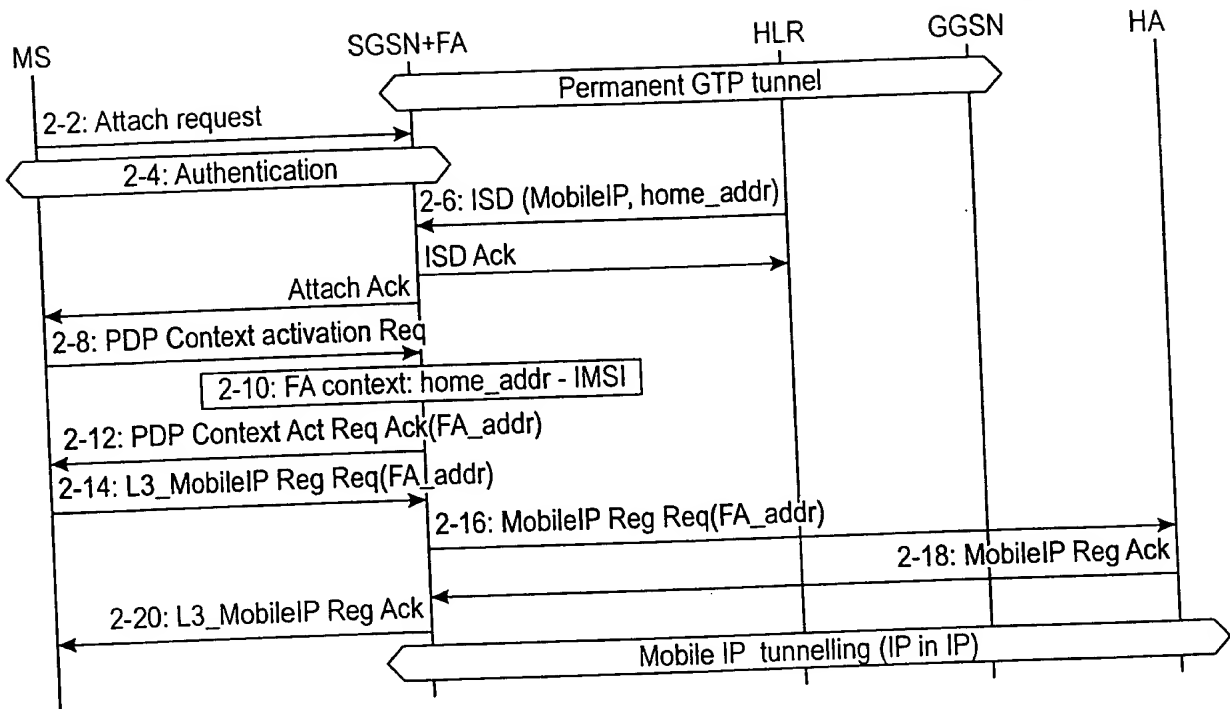 MS
SGSN+FA
HLR
GGSN
HA
Permanent GTP tunnel
2-2: Attach request
2-4: Authentication
2-6: ISD (MobileIP, home_addr)
ISD Ack
Attach Ack
2-8: PDP Context activation Req
2-10: FA context: home_addr - IMSI
2-12: PDP Context Act Req Ack(FA_addr)
2-14: L3_MobileIP Reg Req(FA_addr)
2-16: MobileIP Reg Req(FA_addr)
2-18: MobileIP Reg Ack
2-20: L3_MobileIP Reg Ack
Mobile IP tunnelling (IP in IP)